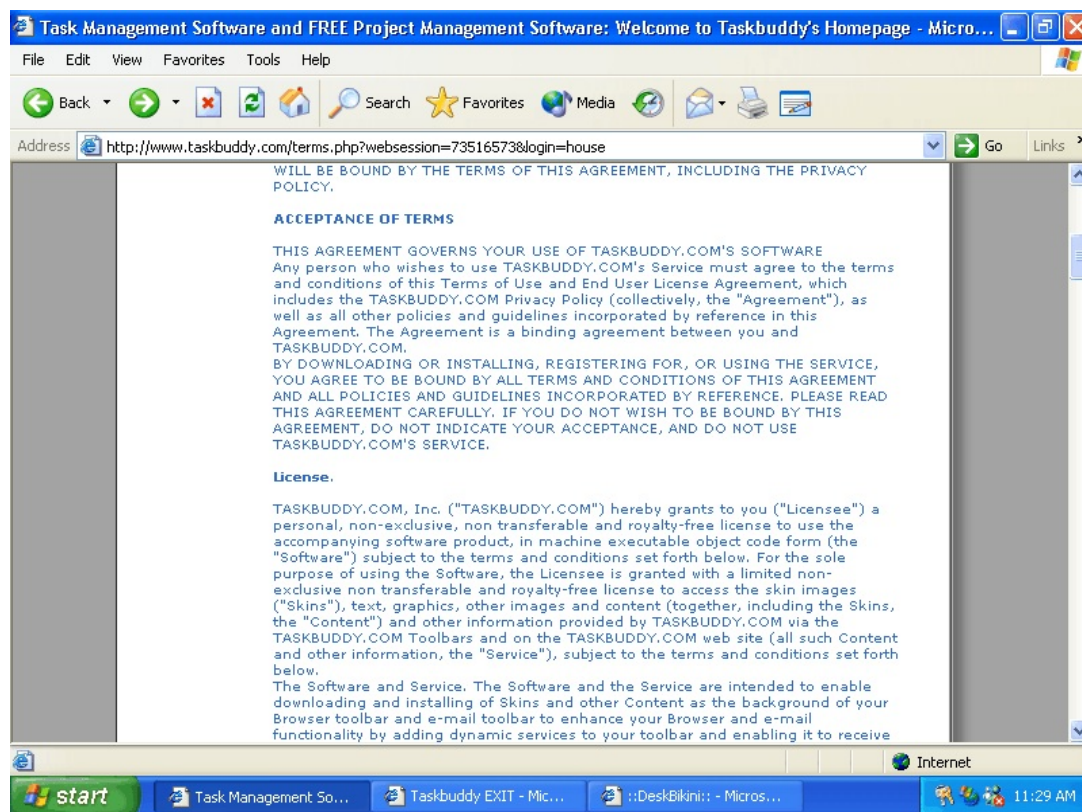 Task Management Software and FREE Project Management Software: Welcome to Taskbuddy's Homepage - Micro...
File Edit View Favorites Tools Help
Back Search Favorites Media
Address http://www.taskbuddy.com/terms.php?websession=73516573&login=house Go Links
WILL BE BOUND BY THE TERMS OF THIS AGREEMENT, INCLUDING THE PRIVACY
POLICY.
ACCEPTANCE OF TERMS
THIS AGREEMENT GOVERNS YOUR USE OF TASKBUDDY.COM'S SOFTWARE
Any person who wishes to use TASKBUDDY.COM's Service must agree to the terms
and conditions of this Terms of Use and End User License Agreement, which
includes the TASKBUDDY.COM Privacy Policy (collectively, the "Agreement"), as
well as all other policies and guidelines incorporated by reference in this
Agreement. The Agreement is a binding agreement between you and
TASKBUDDY.COM.
BY DOWNLOADING OR INSTALLING, REGISTERING FOR, OR USING THE SERVICE,
YOU AGREE TO BE BOUND BY ALL TERMS AND CONDITIONS OF THIS AGREEMENT
AND ALL POLICIES AND GUIDELINES INCORPORATED BY REFERENCE. PLEASE READ
THIS AGREEMENT CAREFULLY. IF YOU DO NOT WISH TO BE BOUND BY THIS
AGREEMENT, DO NOT INDICATE YOUR ACCEPTANCE, AND DO NOT USE
TASKBUDDY.COM'S SERVICE.
License.
TASKBUDDY.COM, Inc. ("TASKBUDDY.COM") hereby grants to you ("Licensee") a
personal, non-exclusive, non transferable and royalty-free license to use the
accompanying software product, in machine executable object code form (the
"Software") subject to the terms and conditions set forth below. For the sole
purpose of using the Software, the Licensee is granted with a limited non-
exclusive non transferable and royalty-free license to access the skin images
("Skins"), text, graphics, other images and content (together, including the Skins,
the "Content") and other information provided by TASKBUDDY.COM via the
TASKBUDDY.COM Toolbars and on the TASKBUDDY.COM web site (all such Content
and other information, the "Service"), subject to the terms and conditions set forth
below.
The Software and Service. The Software and the Service are intended to enable
downloading and installing of Skins and other Content as the background of your
Browser toolbar and e-mail toolbar to enhance your Browser and e-mail
functionality by adding dynamic services to your toolbar and enabling it to receive
Internet
start Task Management So... Taskbuddy EXIT - Mic... ::DeskBikini:: - Micros... 11:29 AM